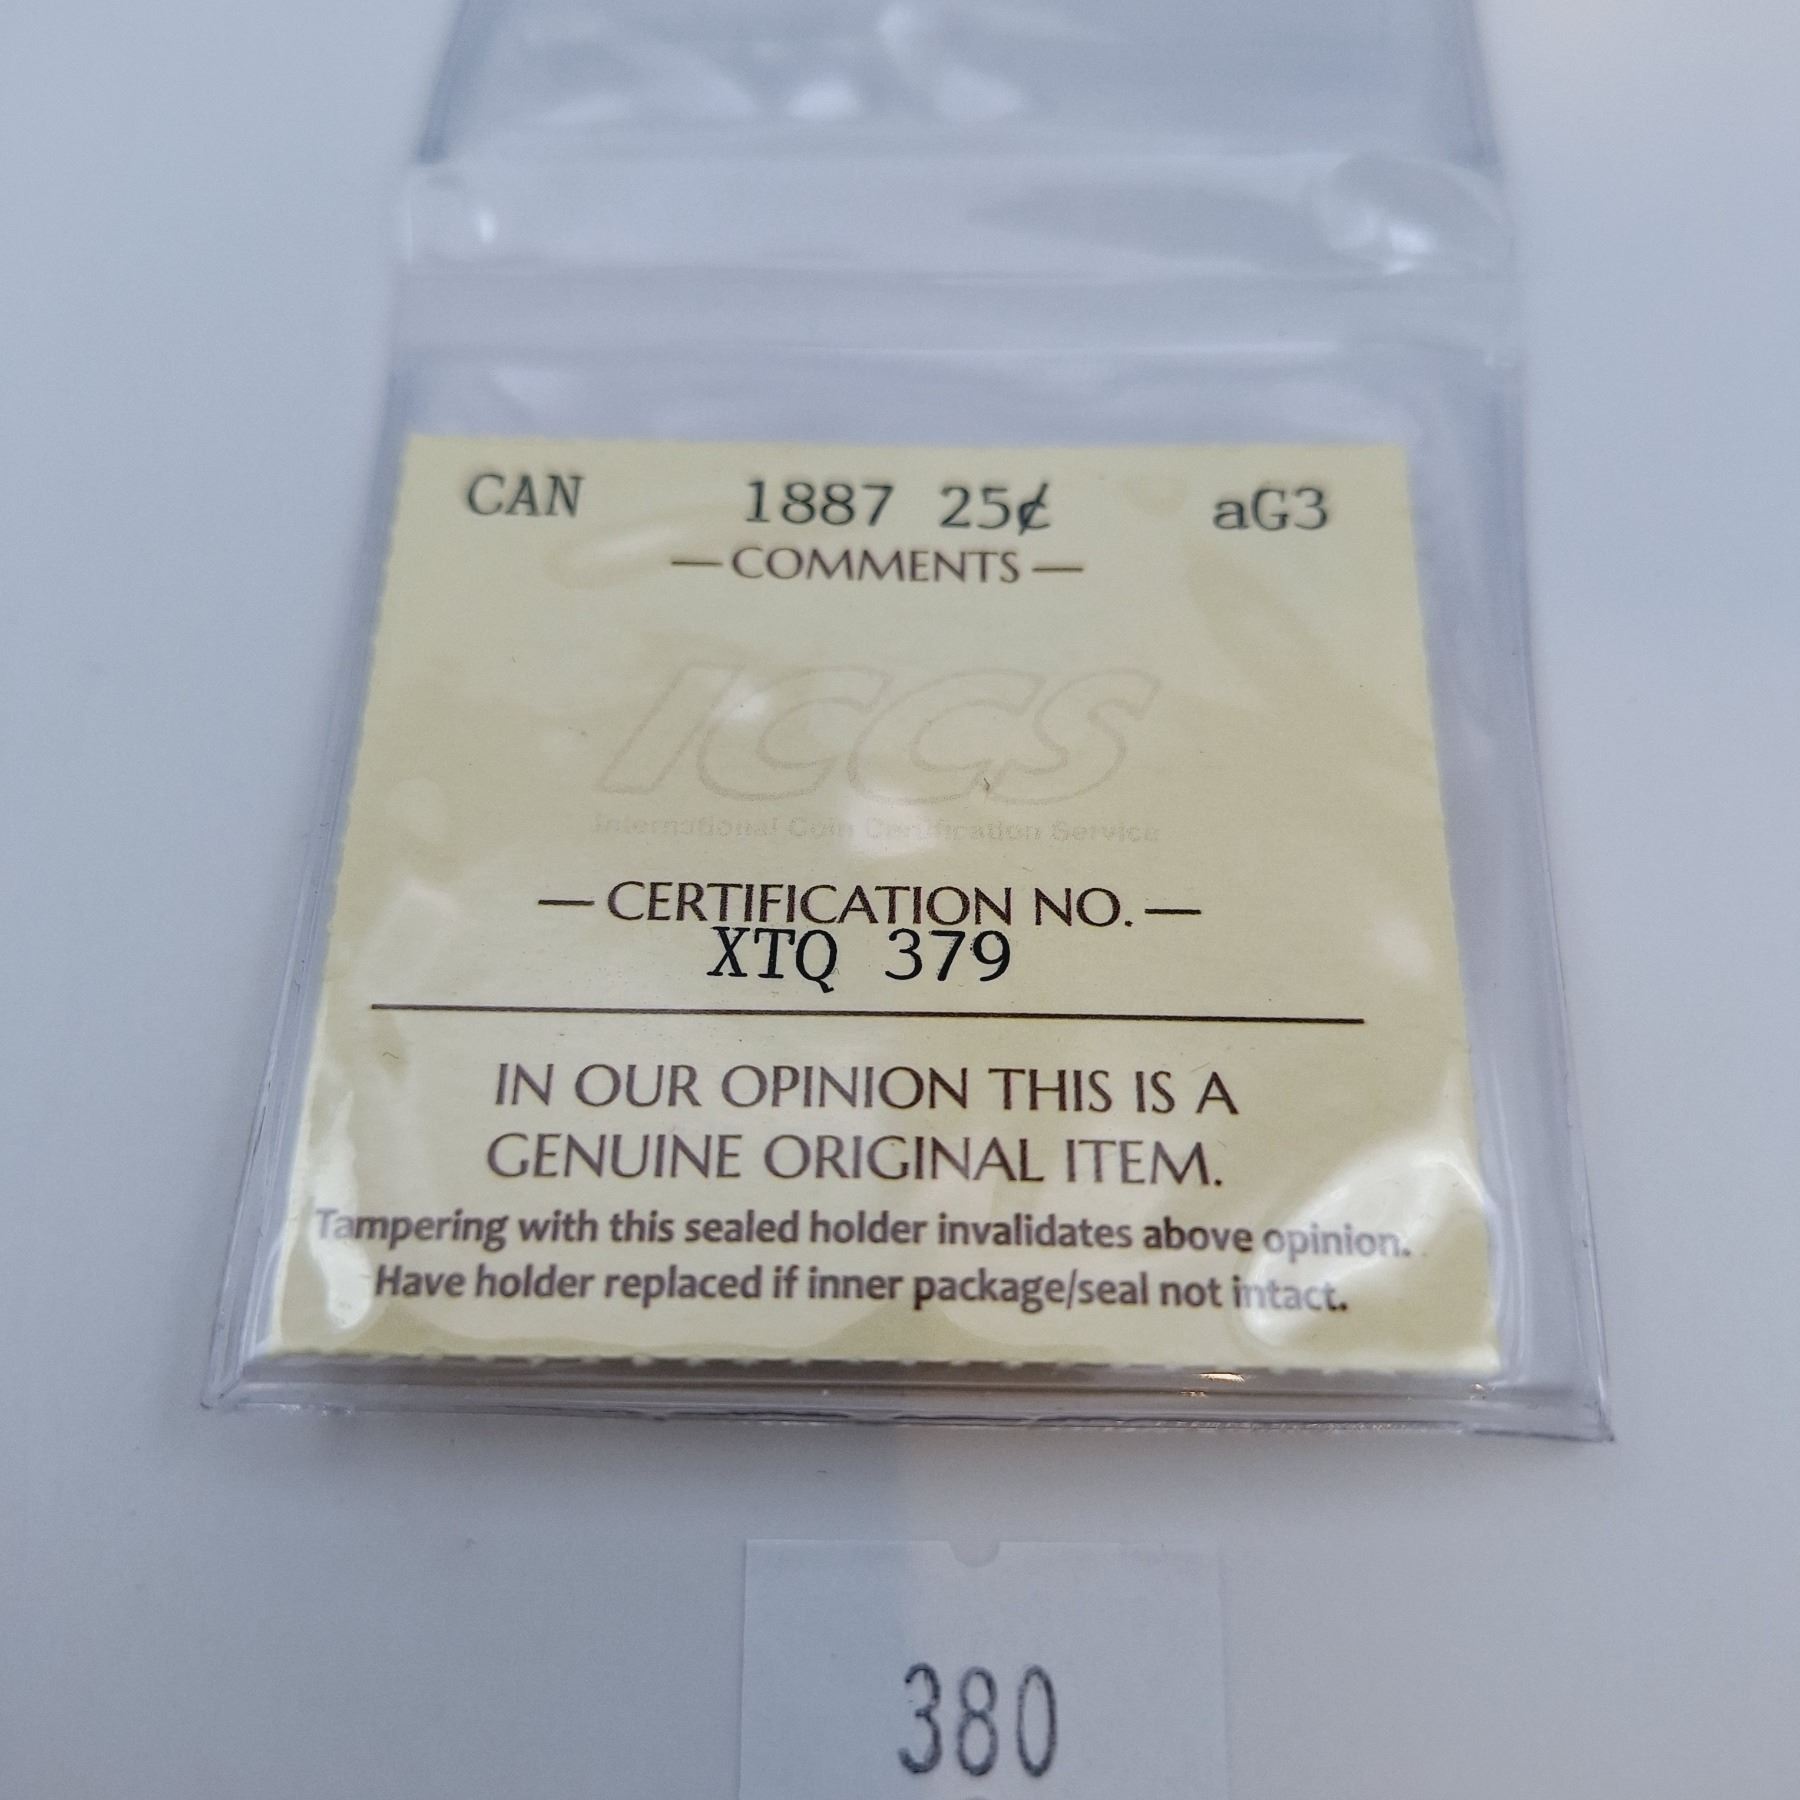 CAN 1887 25¢ aG3
— COMMENTS —
ICCS
International Coin Certification Service
— CERTIFICATION NO. —
XTQ 379
IN OUR OPINION THIS IS A
GENUINE ORIGINAL ITEM.
Tampering with this sealed holder invalidates above opinion.
Have holder replaced if inner package/seal not intact.
380